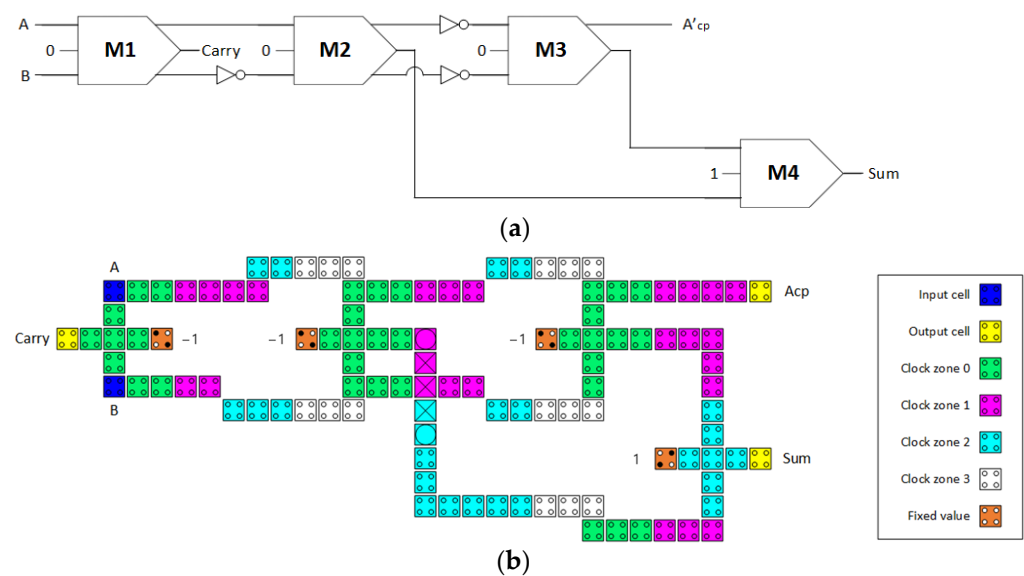 A
A'cp
0 M1 Carry 0 M2 0 M3
B
1 M4 Sum
(a)
A
Acp
Carry −1 −1 −1
B
1 Sum
(b)
Input cell
Output cell
Clock zone 0
Clock zone 1
Clock zone 2
Clock zone 3
Fixed value